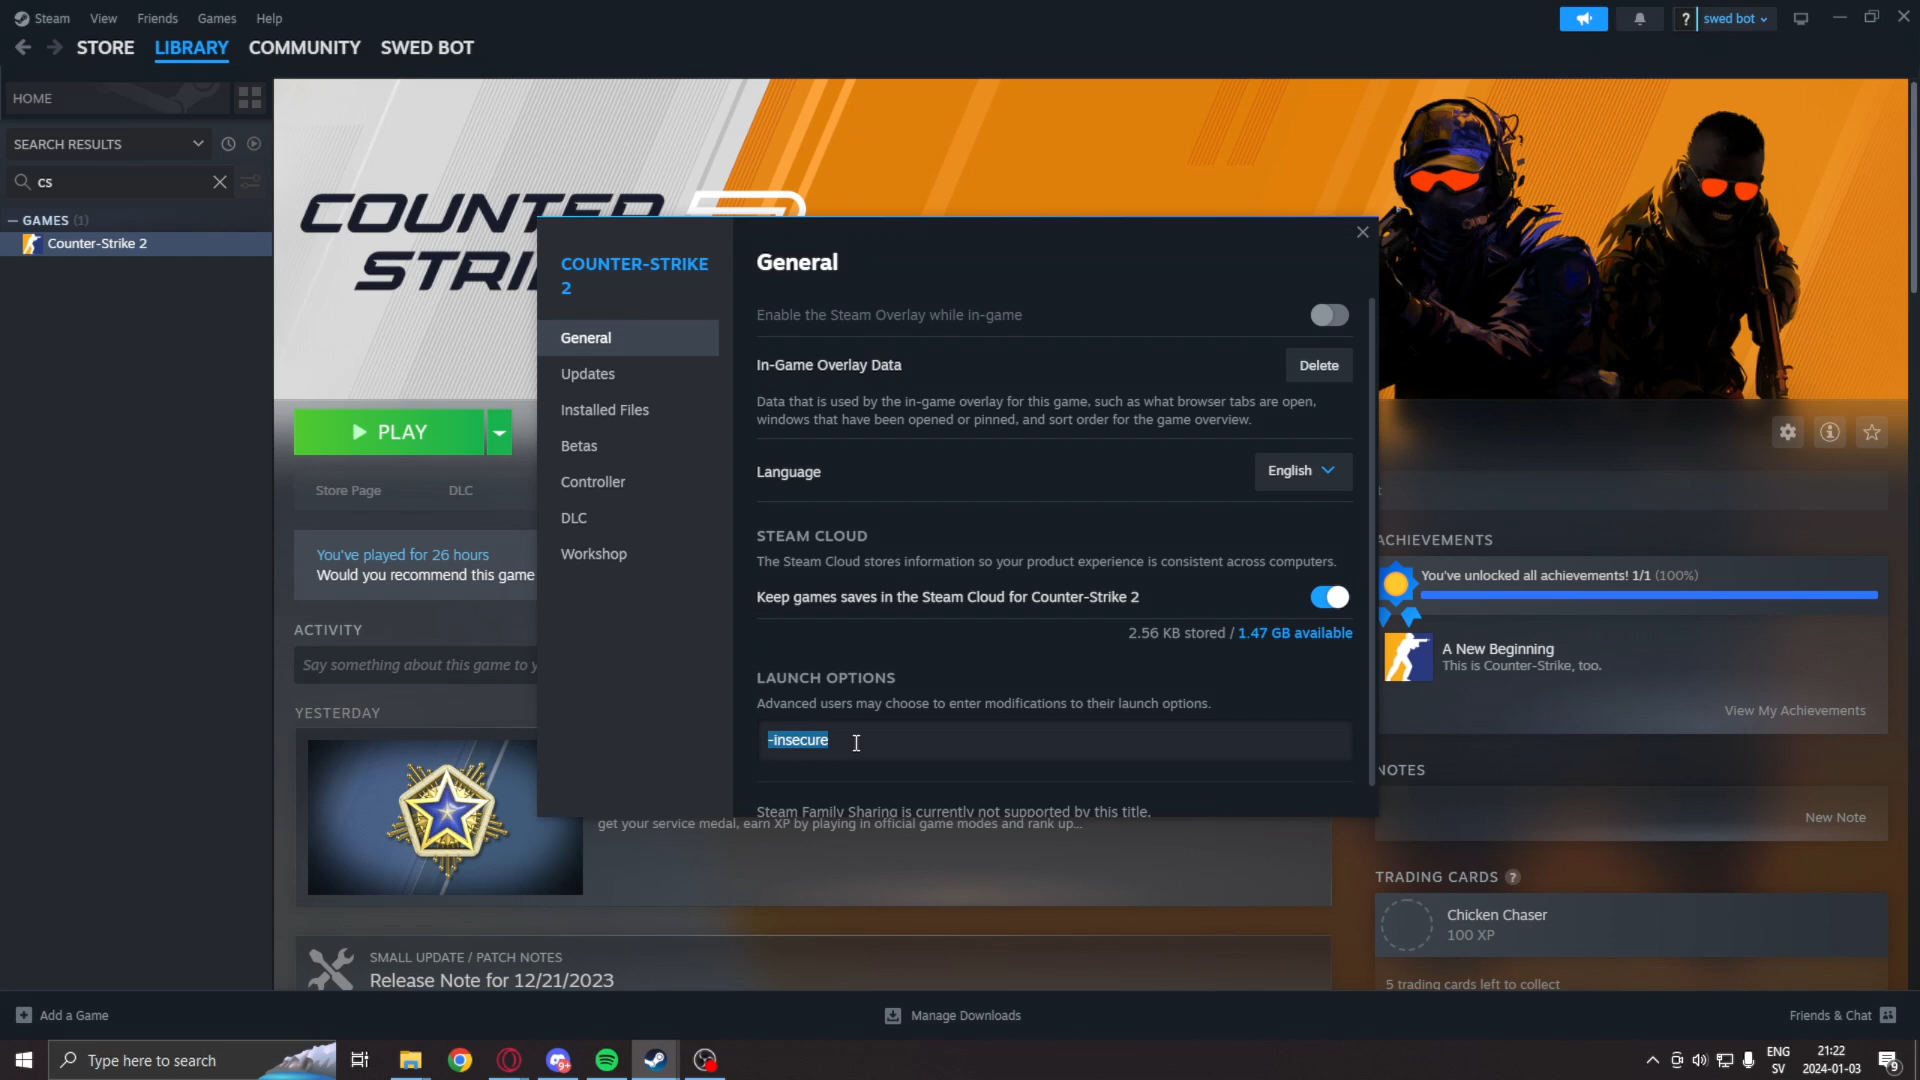 Steam View Friends Games Help
? swed bot
STORE LIBRARY COMMUNITY SWED BOT
HOME
SEARCH RESULTS
cs
GAMES (1)
Counter-Strike 2
COUNTER
STRI
COUNTER-STRIKE
2
General
Updates
Installed Files
Betas
Controller
DLC
Workshop
General
Enable the Steam Overlay while in-game
In-Game Overlay Data
Delete
Data that is used by the in-game overlay for this game, such as what browser tabs are open,
windows that have been opened or pinned, and sort order for the game overview.
Language
English
STEAM CLOUD
The Steam Cloud stores information so your product experience is consistent across computers.
Keep games saves in the Steam Cloud for Counter-Strike 2
2.56 KB stored / 1.47 GB available
LAUNCH OPTIONS
Advanced users may choose to enter modifications to their launch options.
-insecure
Steam Family Sharing is currently not supported by this title.
PLAY
Store Page DLC
You've played for 26 hours
Would you recommend this game
ACTIVITY
Say something about this game to y
YESTERDAY
get your service medal, earn XP by playing in official game modes and rank up...
SMALL UPDATE / PATCH NOTES
Release Note for 12/21/2023
ACHIEVEMENTS
You've unlocked all achievements! 1/1 (100%)
A New Beginning
This is Counter-Strike, too.
View My Achievements
NOTES
New Note
TRADING CARDS ?
Chicken Chaser
100 XP
5 trading cards left to collect
Add a Game
Manage Downloads
Friends & Chat
Type here to search
ENG
SV
21:22
2024-01-03
9